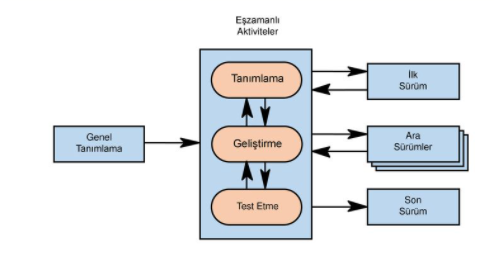 Eşzamanlı
Aktiviteler
Tanımlama
İlk
Sürüm
Genel
Tanımlama
Geliştirme
Ara
Sürümler
Test Etme
Son
Sürüm